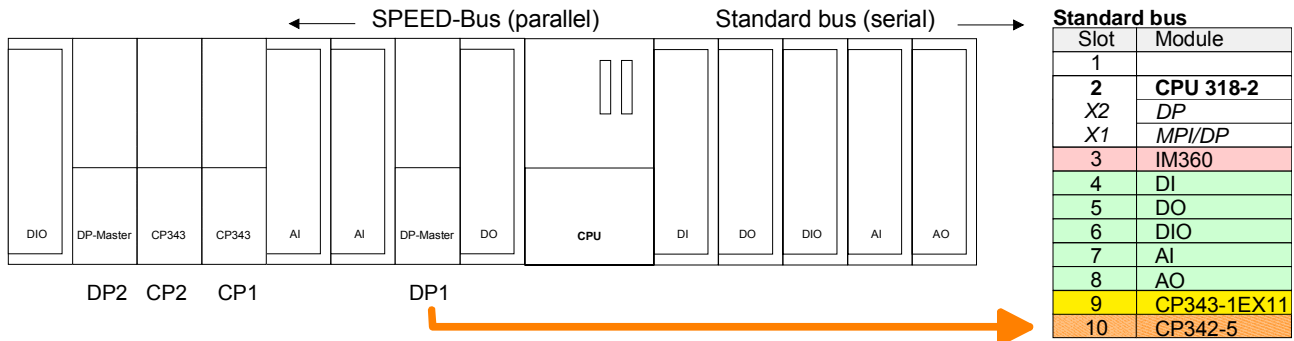 SPEED-Bus (parallel) Standard bus (serial)
DIO DP-Master CP343 CP343 AI AI DP-Master DO CPU DI DO DIO AI AO
DP2 CP2 CP1 DP1
Standard bus
Slot Module
1
2 CPU 318-2
X2 DP
X1 MPI/DP
3 IM360
4 DI
5 DO
6 DIO
7 AI
8 AO
9 CP343-1EX11
10 CP342-5